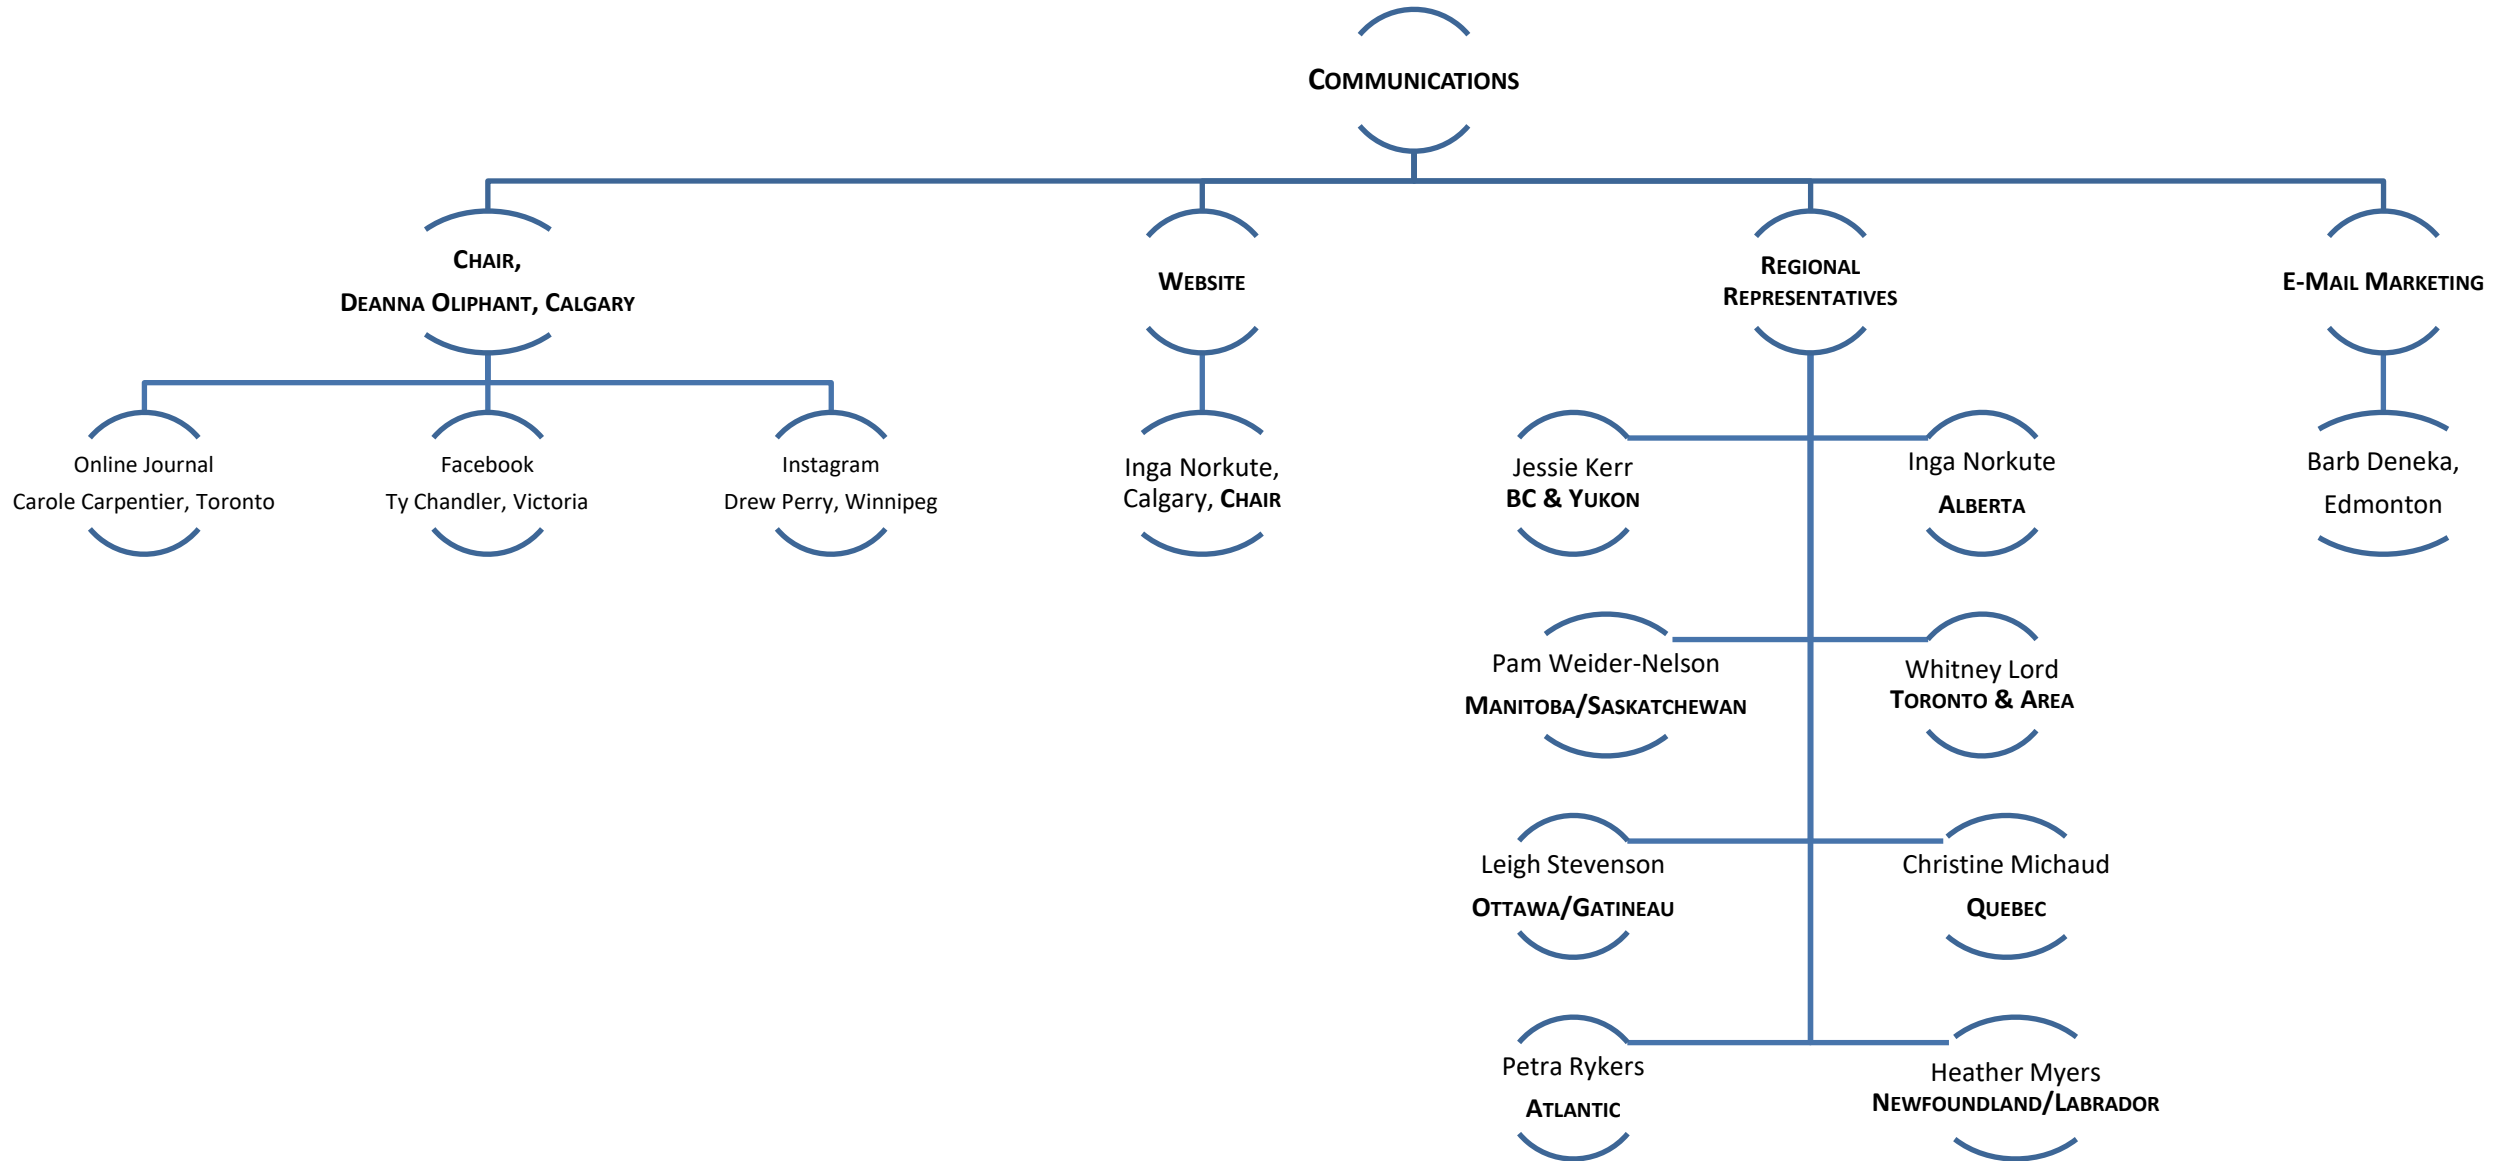 COMMUNICATIONS
CHAIR,
DEANNA OLIPHANT, CALGARY
WEBSITE
REGIONAL
REPRESENTATIVES
E-MAIL MARKETING
Online Journal
Carole Carpentier, Toronto
Facebook
Ty Chandler, Victoria
Instagram
Drew Perry, Winnipeg
Inga Norkute,
Calgary, CHAIR
Jessie Kerr
BC & YUKON
Inga Norkute
ALBERTA
Barb Deneka,
Edmonton
Pam Weider-Nelson
MANITOBA/SASKATCHEWAN
Whitney Lord
TORONTO & AREA
Leigh Stevenson
OTTAWA/GATINEAU
Christine Michaud
QUEBEC
Petra Rykers
ATLANTIC
Heather Myers
NEWFOUNDLAND/LABRADOR